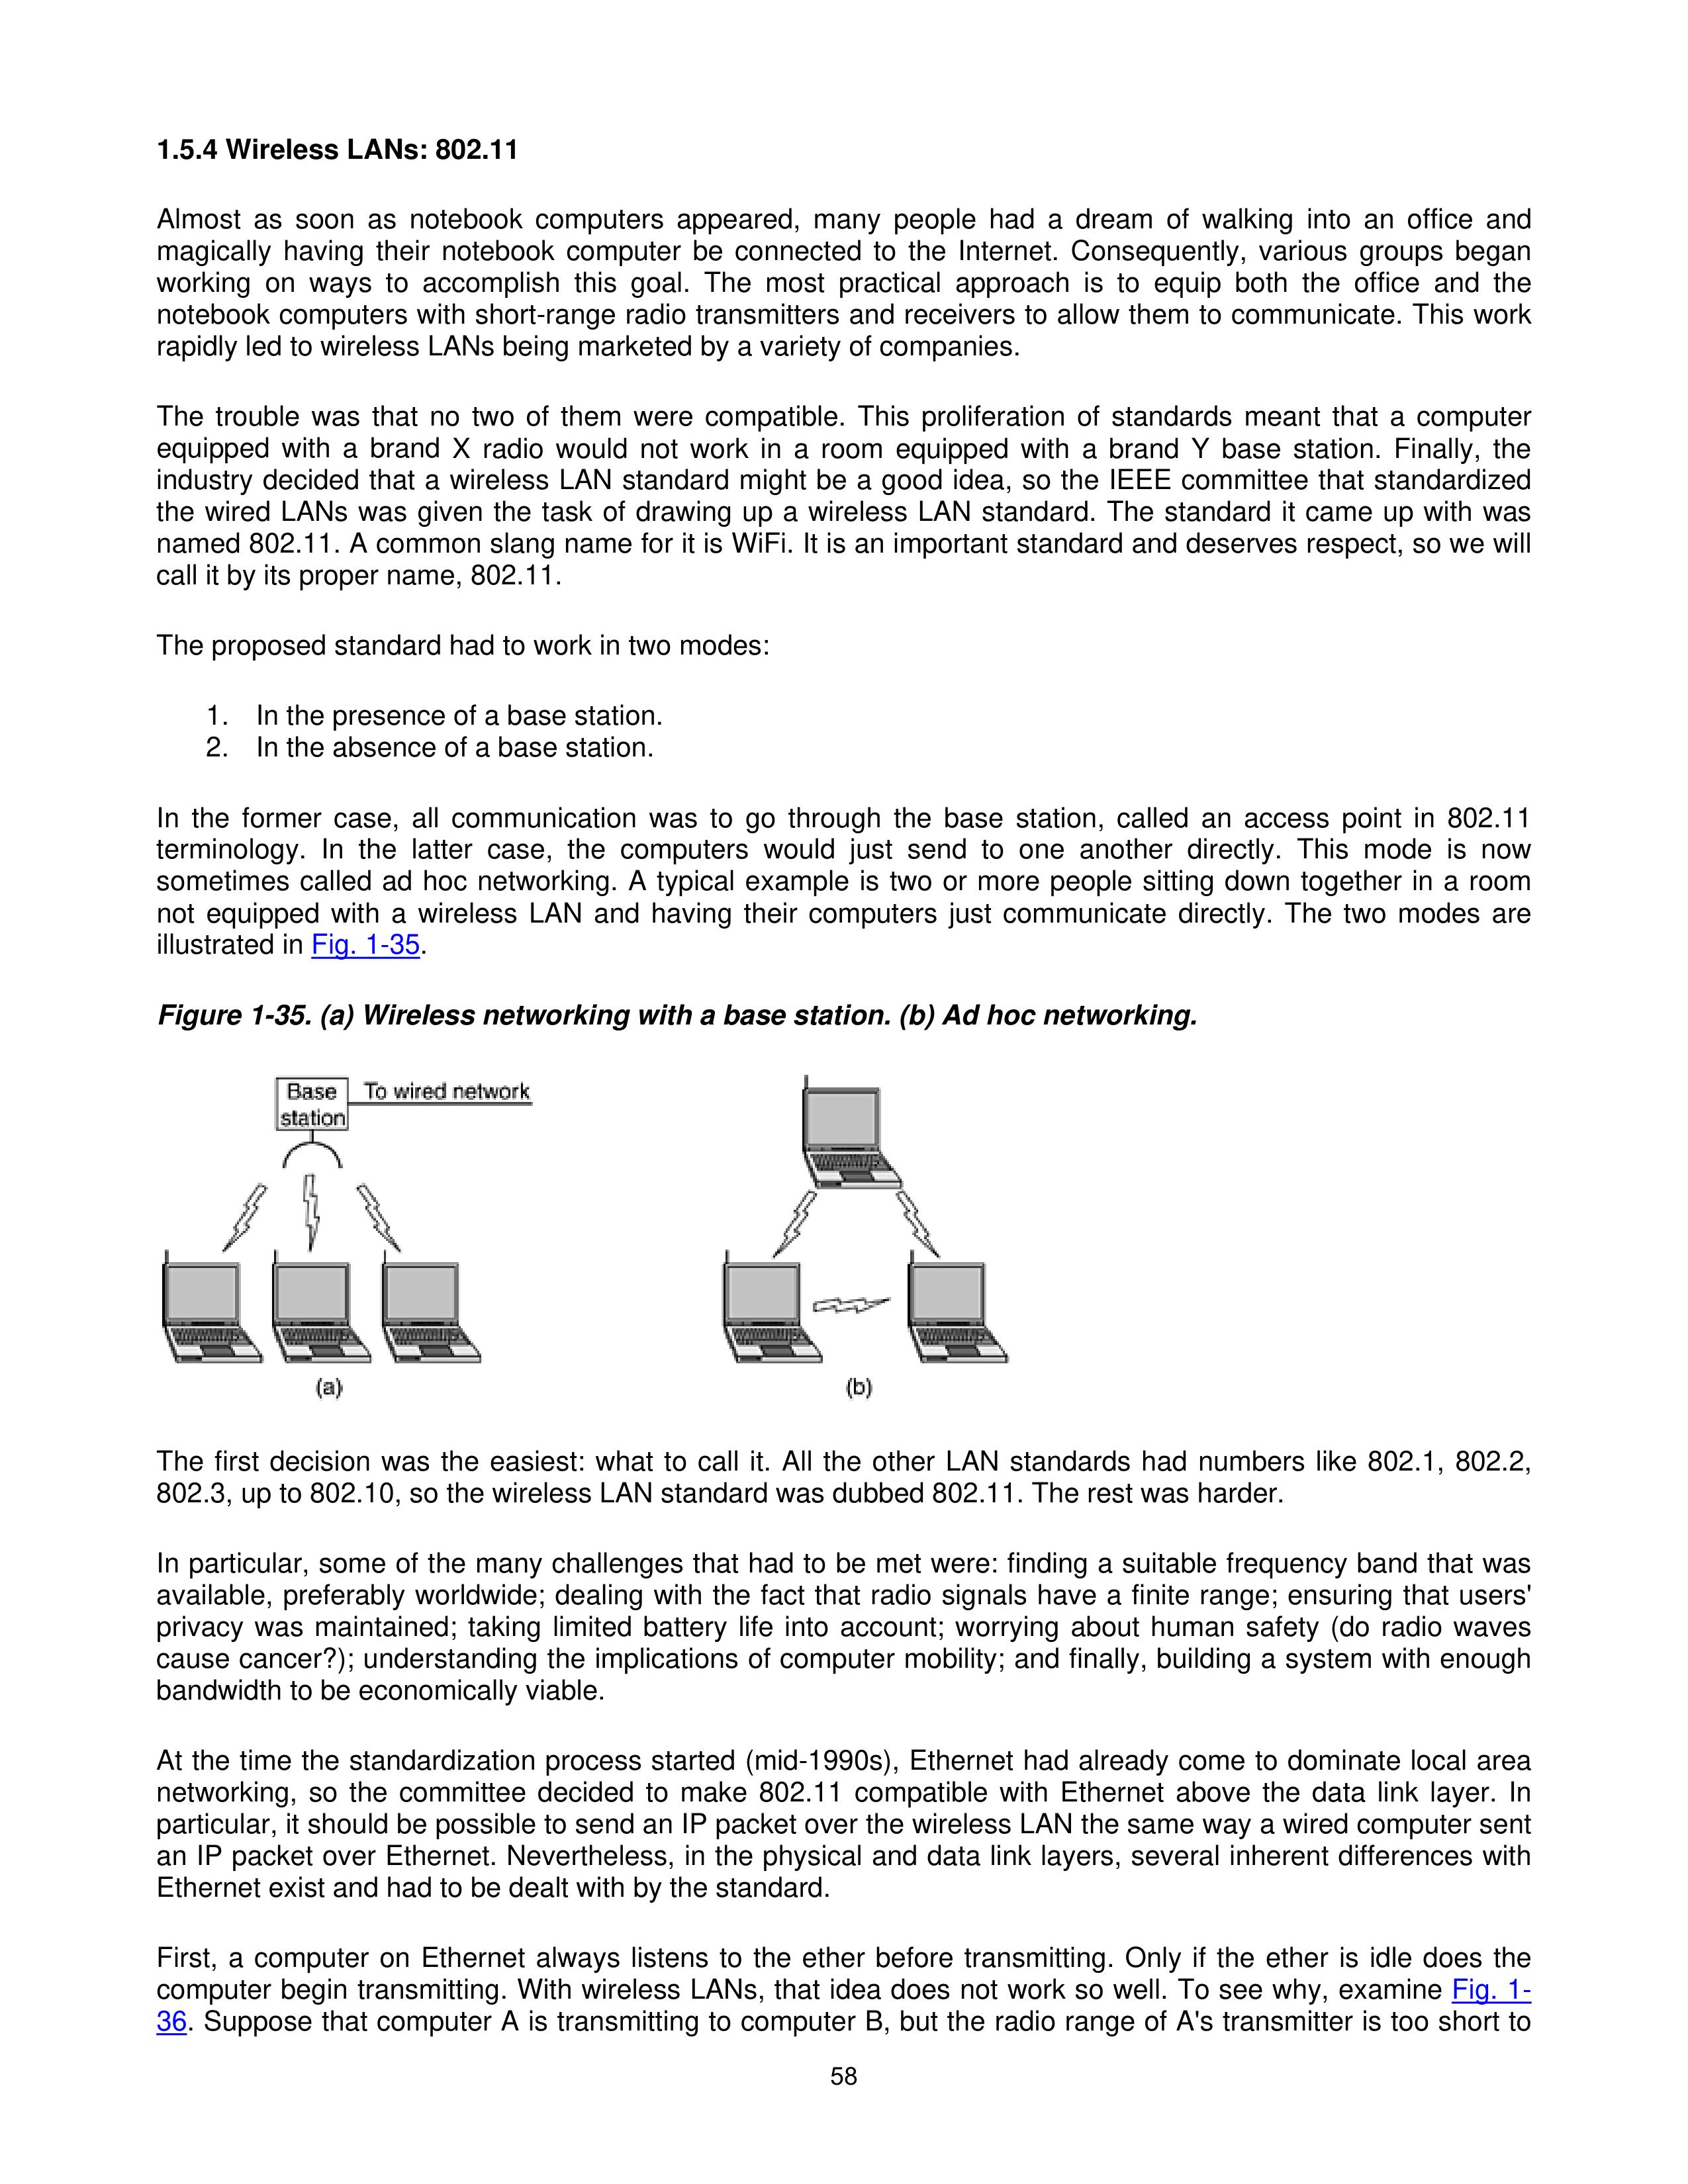 1.5.4 Wireless LANs: 802.11
Almost as soon as notebook computers appeared, many people had a dream of walking into an office and
magically having their notebook computer be connected to the Internet. Consequently, various groups began
working on ways to accomplish this goal. The most practical approach is to equip both the office and the
notebook computers with short-range radio transmitters and receivers to allow them to communicate. This work
rapidly led to wireless LANs being marketed by a variety of companies.
The trouble was that no two of them were compatible. This proliferation of standards meant that a computer
equipped with a brand X radio would not work in a room equipped with a brand Y base station. Finally, the
industry decided that a wireless LAN standard might be a good idea, so the IEEE committee that standardized
the wired LANs was given the task of drawing up a wireless LAN standard. The standard it came up with was
named 802.11. A common slang name for it is WiFi. It is an important standard and deserves respect, so we will
call it by its proper name, 802.11.
The proposed standard had to work in two modes:
1. In the presence of a base station.
2. In the absence of a base station.
In the former case, all communication was to go through the base station, called an access point in 802.11
terminology. In the latter case, the computers would just send to one another directly. This mode is now
sometimes called ad hoc networking. A typical example is two or more people sitting down together in a room
not equipped with a wireless LAN and having their computers just communicate directly. The two modes are
illustrated in Fig. 1-35.
Figure 1-35. (a) Wireless networking with a base station. (b) Ad hoc networking.
Base
station
To wired network
(a)
(b)
The first decision was the easiest: what to call it. All the other LAN standards had numbers like 802.1, 802.2,
802.3, up to 802.10, so the wireless LAN standard was dubbed 802.11. The rest was harder.
In particular, some of the many challenges that had to be met were: finding a suitable frequency band that was
available, preferably worldwide; dealing with the fact that radio signals have a finite range; ensuring that users'
privacy was maintained; taking limited battery life into account; worrying about human safety (do radio waves
cause cancer?); understanding the implications of computer mobility; and finally, building a system with enough
bandwidth to be economically viable.
At the time the standardization process started (mid-1990s), Ethernet had already come to dominate local area
networking, so the committee decided to make 802.11 compatible with Ethernet above the data link layer. In
particular, it should be possible to send an IP packet over the wireless LAN the same way a wired computer sent
an IP packet over Ethernet. Nevertheless, in the physical and data link layers, several inherent differences with
Ethernet exist and had to be dealt with by the standard.
First, a computer on Ethernet always listens to the ether before transmitting. Only if the ether is idle does the
computer begin transmitting. With wireless LANs, that idea does not work so well. To see why, examine Fig. 1-
36. Suppose that computer A is transmitting to computer B, but the radio range of A's transmitter is too short to
58